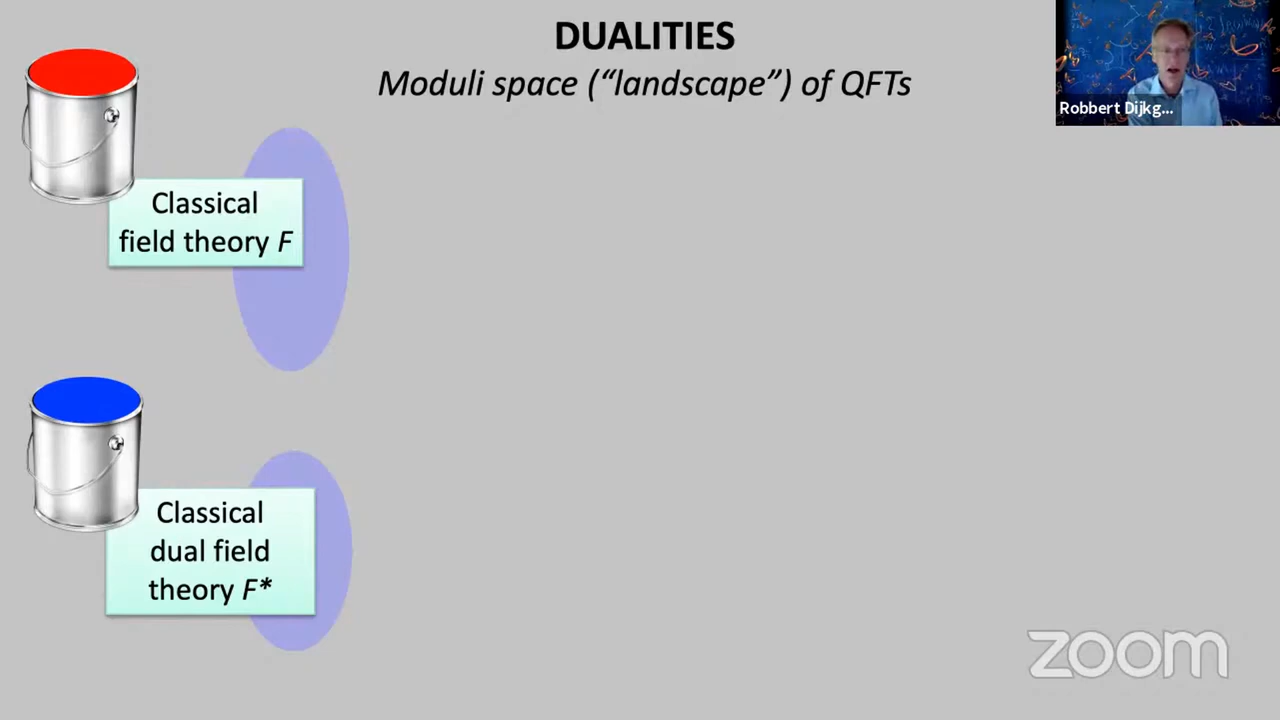 DUALITIES
Moduli space (“landscape”) of QFTs
Robbert Dijkg...
Classical
field theory F
Classical
dual field
theory F*
zoom